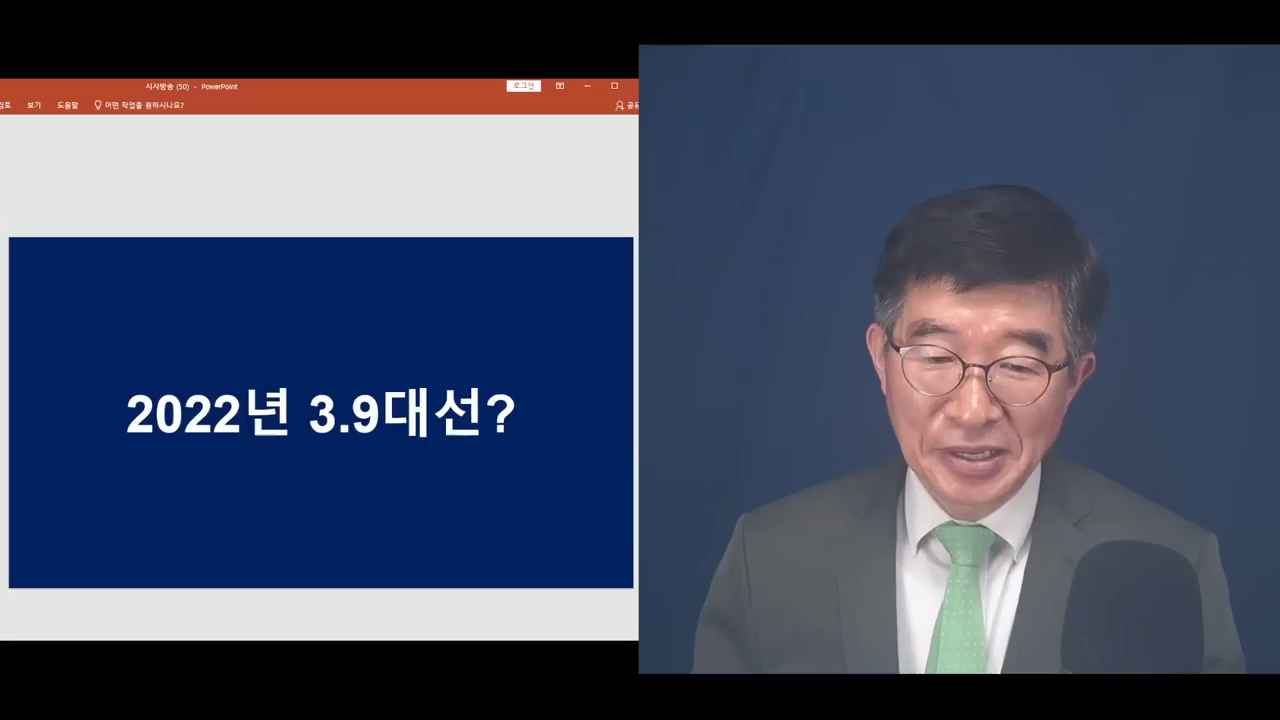 시사방송 (50) - PowerPoint
로그인
검토 보기 도움말 어떤 작업을 원하시나요?
공유
2022년 3.9대선?